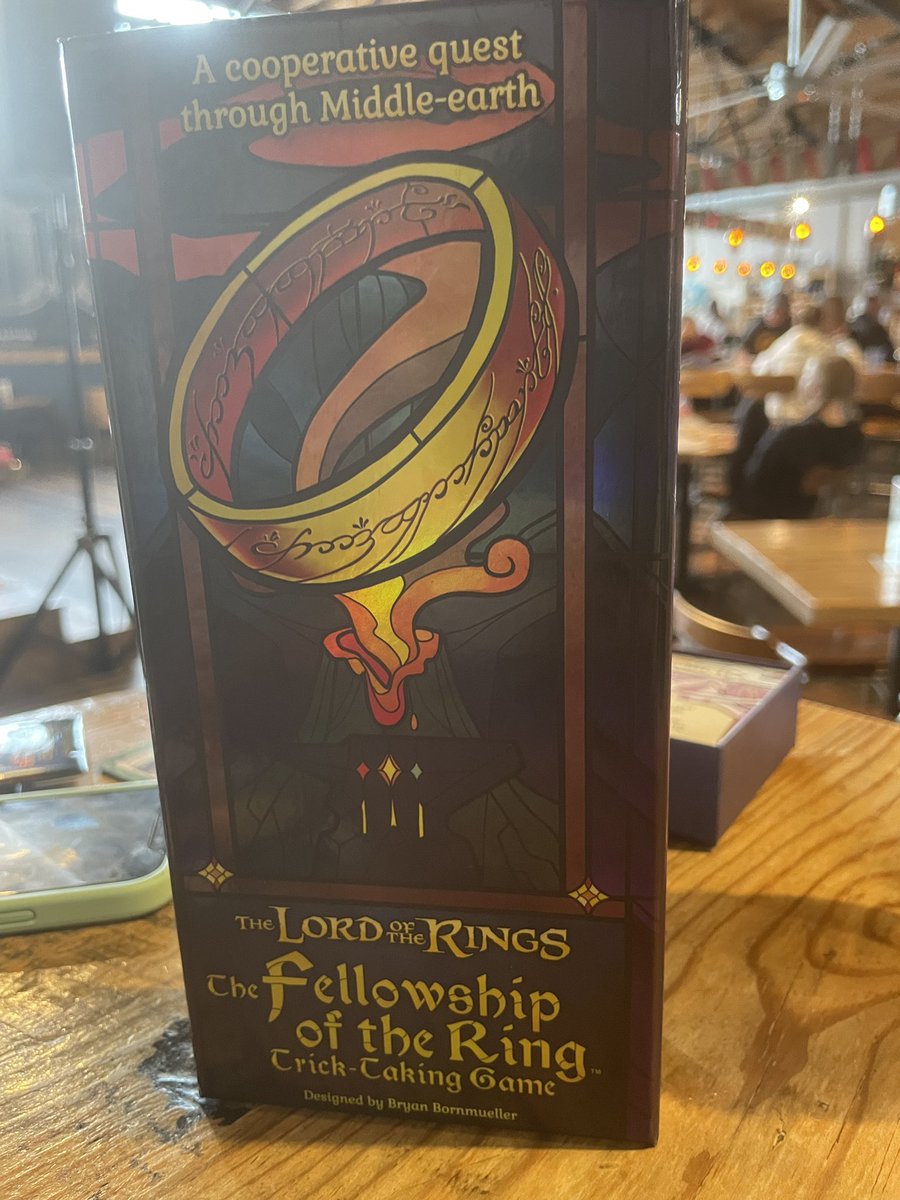 A cooperative quest
through Middle-earth
THE LORD OF THE RINGS
The Fellowship
of the Ring™
Trick-Taking Game
Designed by Bryan Bornmueller